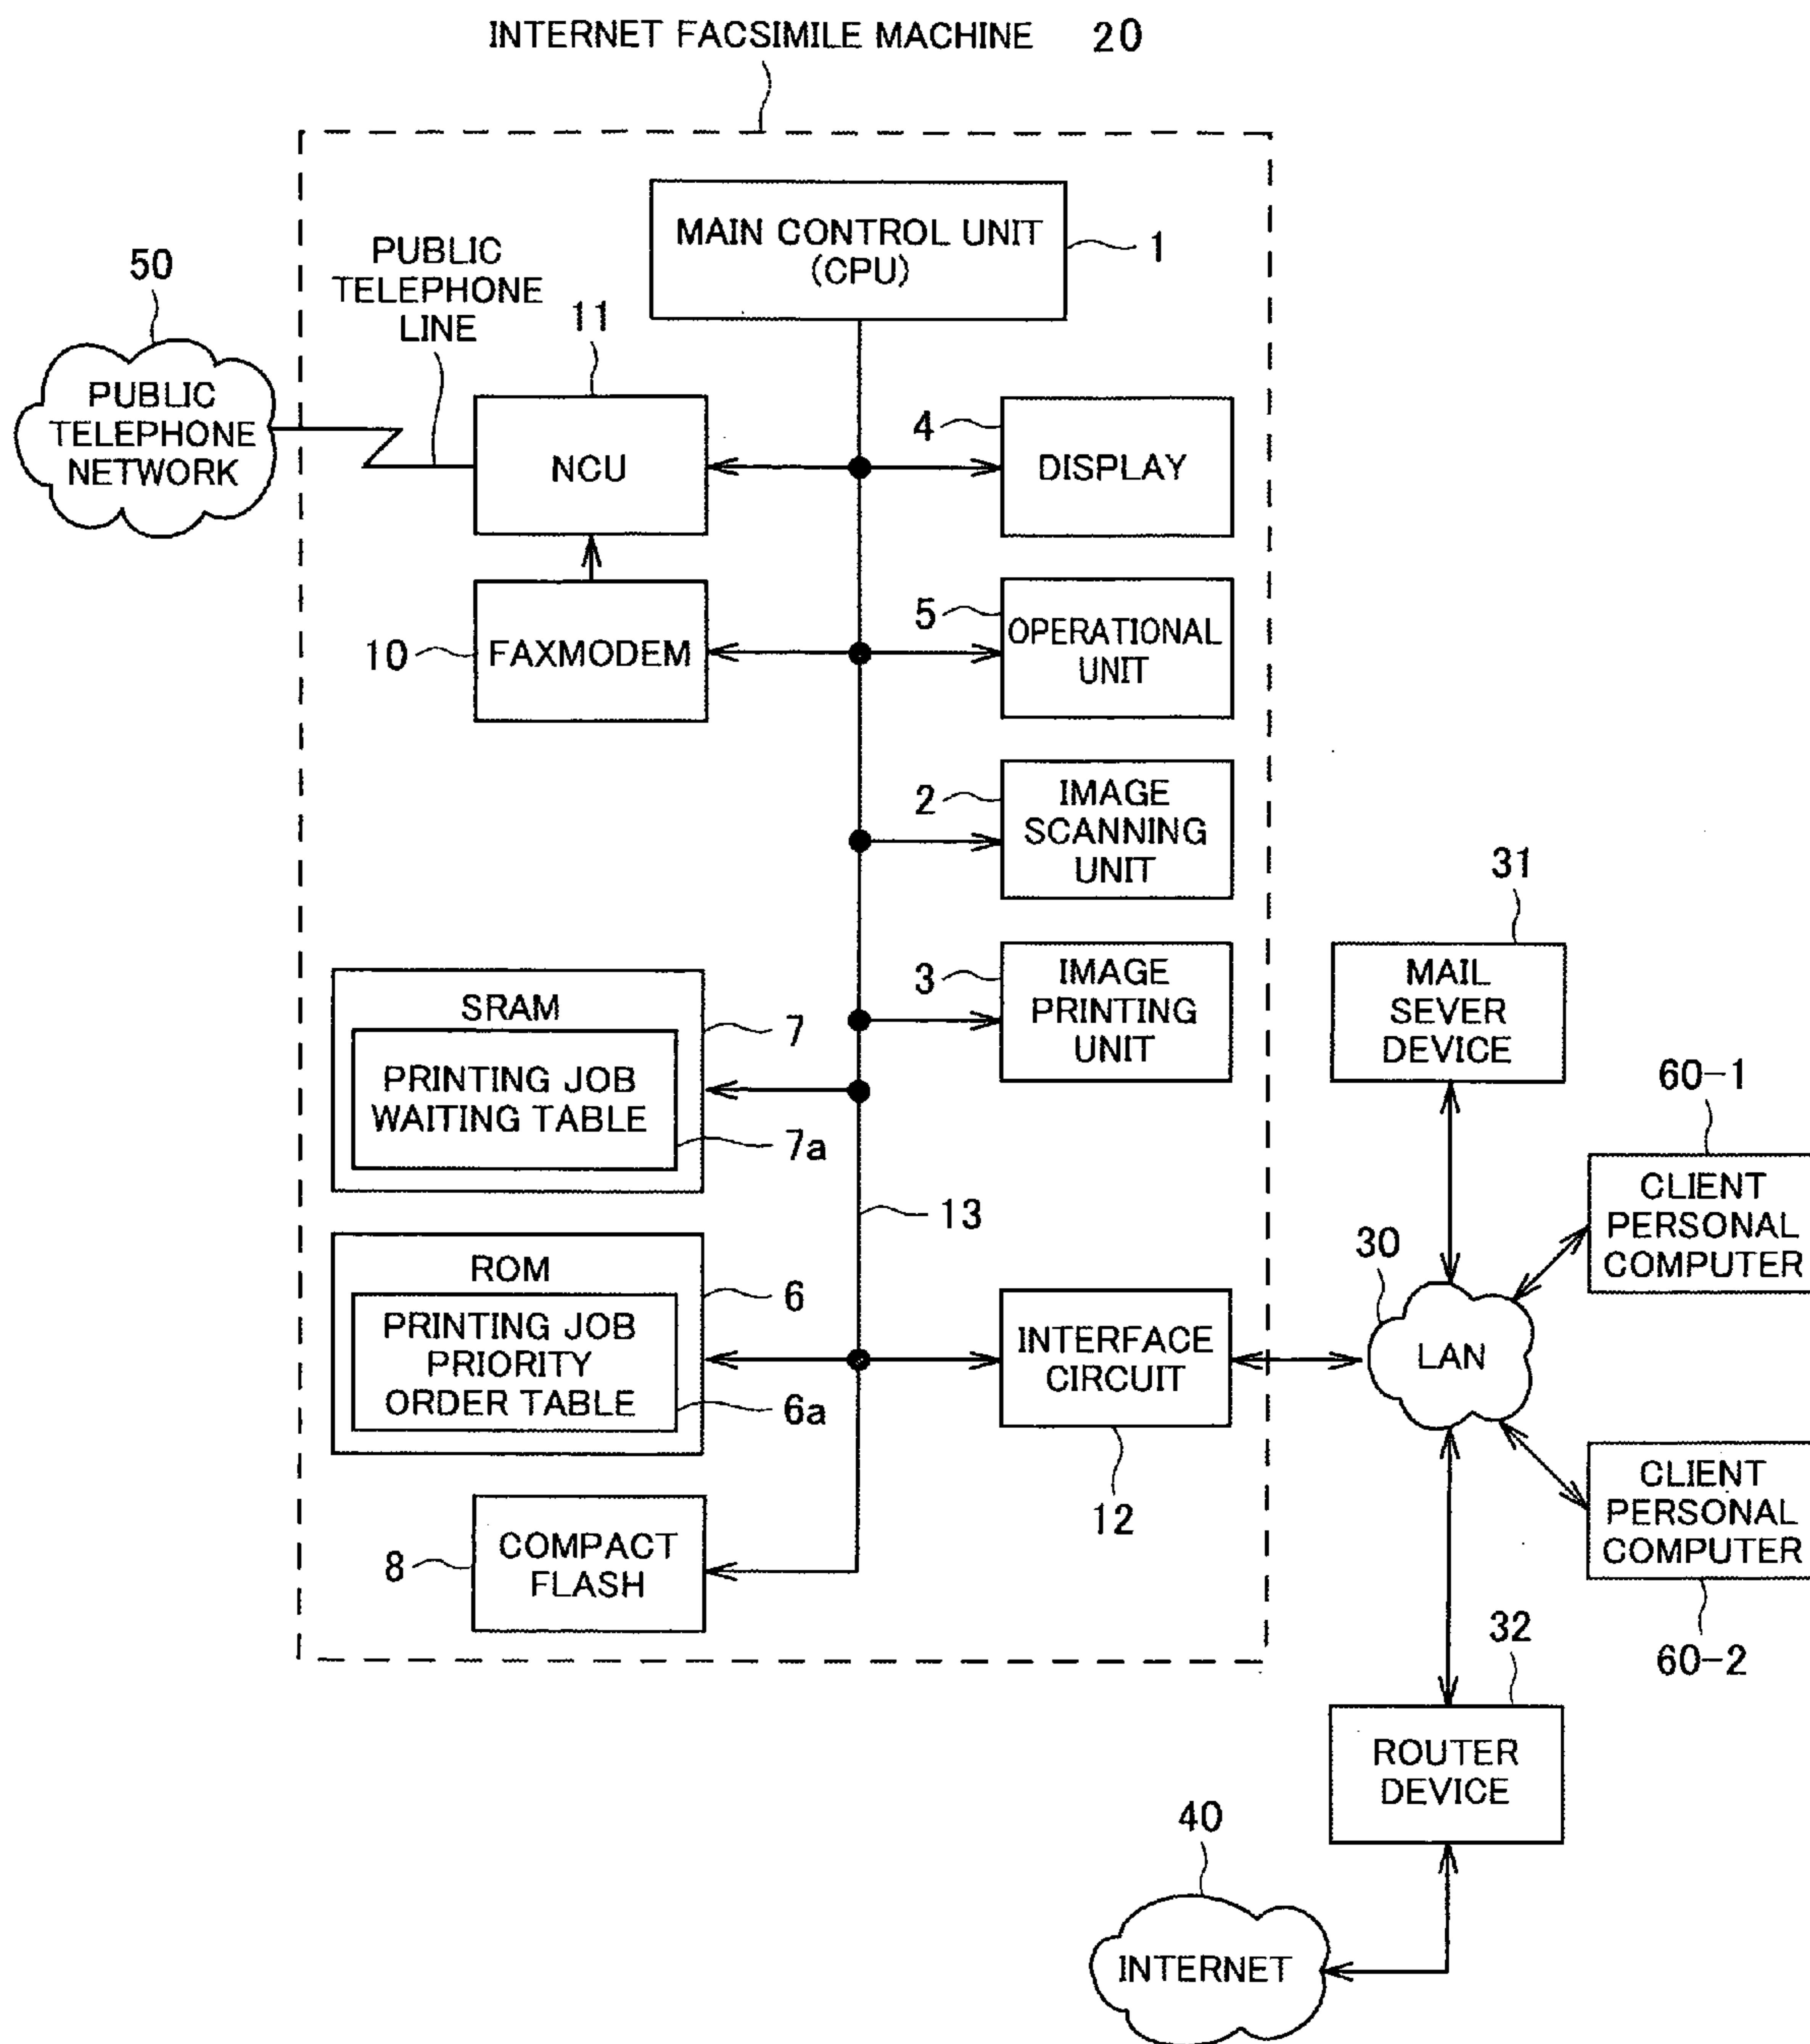 INTERNET FACSIMILE MACHINE 20
MAIN CONTROL UNIT
(CPU)
1
50
PUBLIC
TELEPHONE
NETWORK
PUBLIC
TELEPHONE
LINE
11
NCU
4
DISPLAY
10
FAXMODEM
5
OPERATIONAL
UNIT
2
IMAGE
SCANNING
UNIT
3
IMAGE
PRINTING
UNIT
SRAM
7
PRINTING JOB
WAITING TABLE
7a
13
ROM
6
PRINTING JOB
PRIORITY
ORDER TABLE
6a
INTERFACE
CIRCUIT
12
8
COMPACT
FLASH
31
MAIL
SEVER
DEVICE
60-1
CLIENT
PERSONAL
COMPUTER
30
LAN
CLIENT
PERSONAL
COMPUTER
60-2
32
ROUTER
DEVICE
40
INTERNET